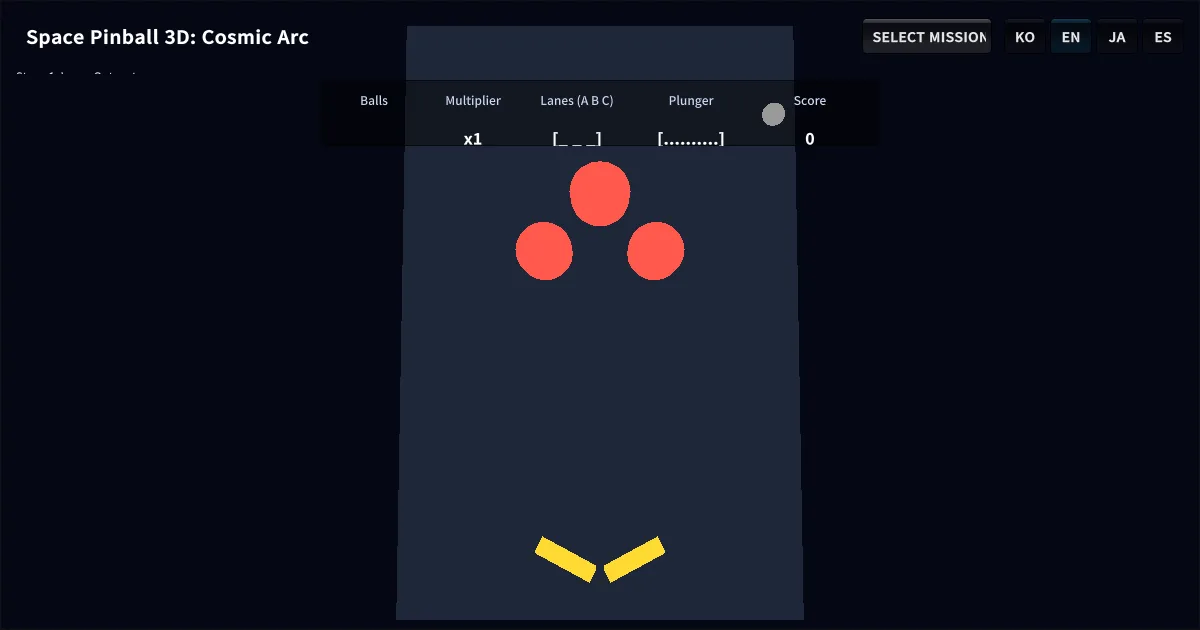 Space Pinball 3D: Cosmic Arc
SELECT MISSION
KO
EN
JA
ES
Balls
Multiplier
Lanes (A B C)
Plunger
Score
x1
[_ _ _]
[.........]
0